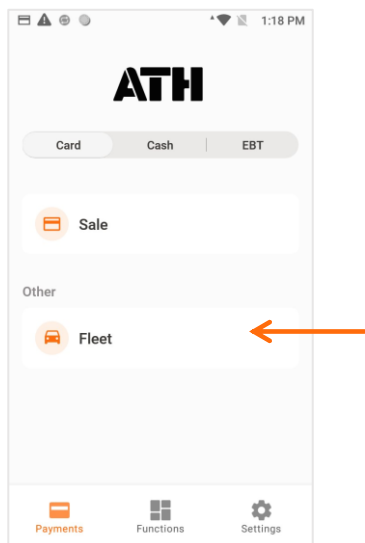 1:18 PM
ATH
Card Cash EBT
Sale
Other
Fleet
Payments Functions Settings